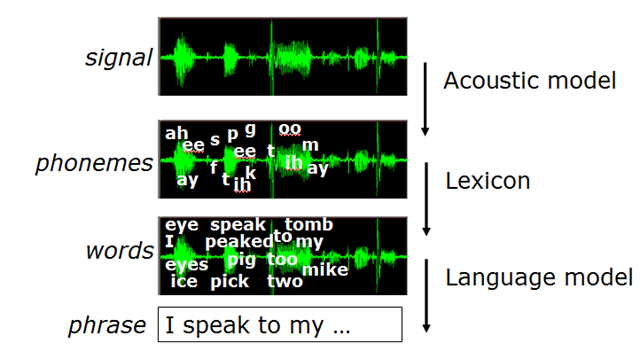 signal
Acoustic model
ah ee s p g oo
ee t m
f ih ay
ay t k
ih
phonemes
Lexicon
eye speak tomb
I peaked to my
eyes pig too mike
ice pick two
words
Language model
phrase
I speak to my ...